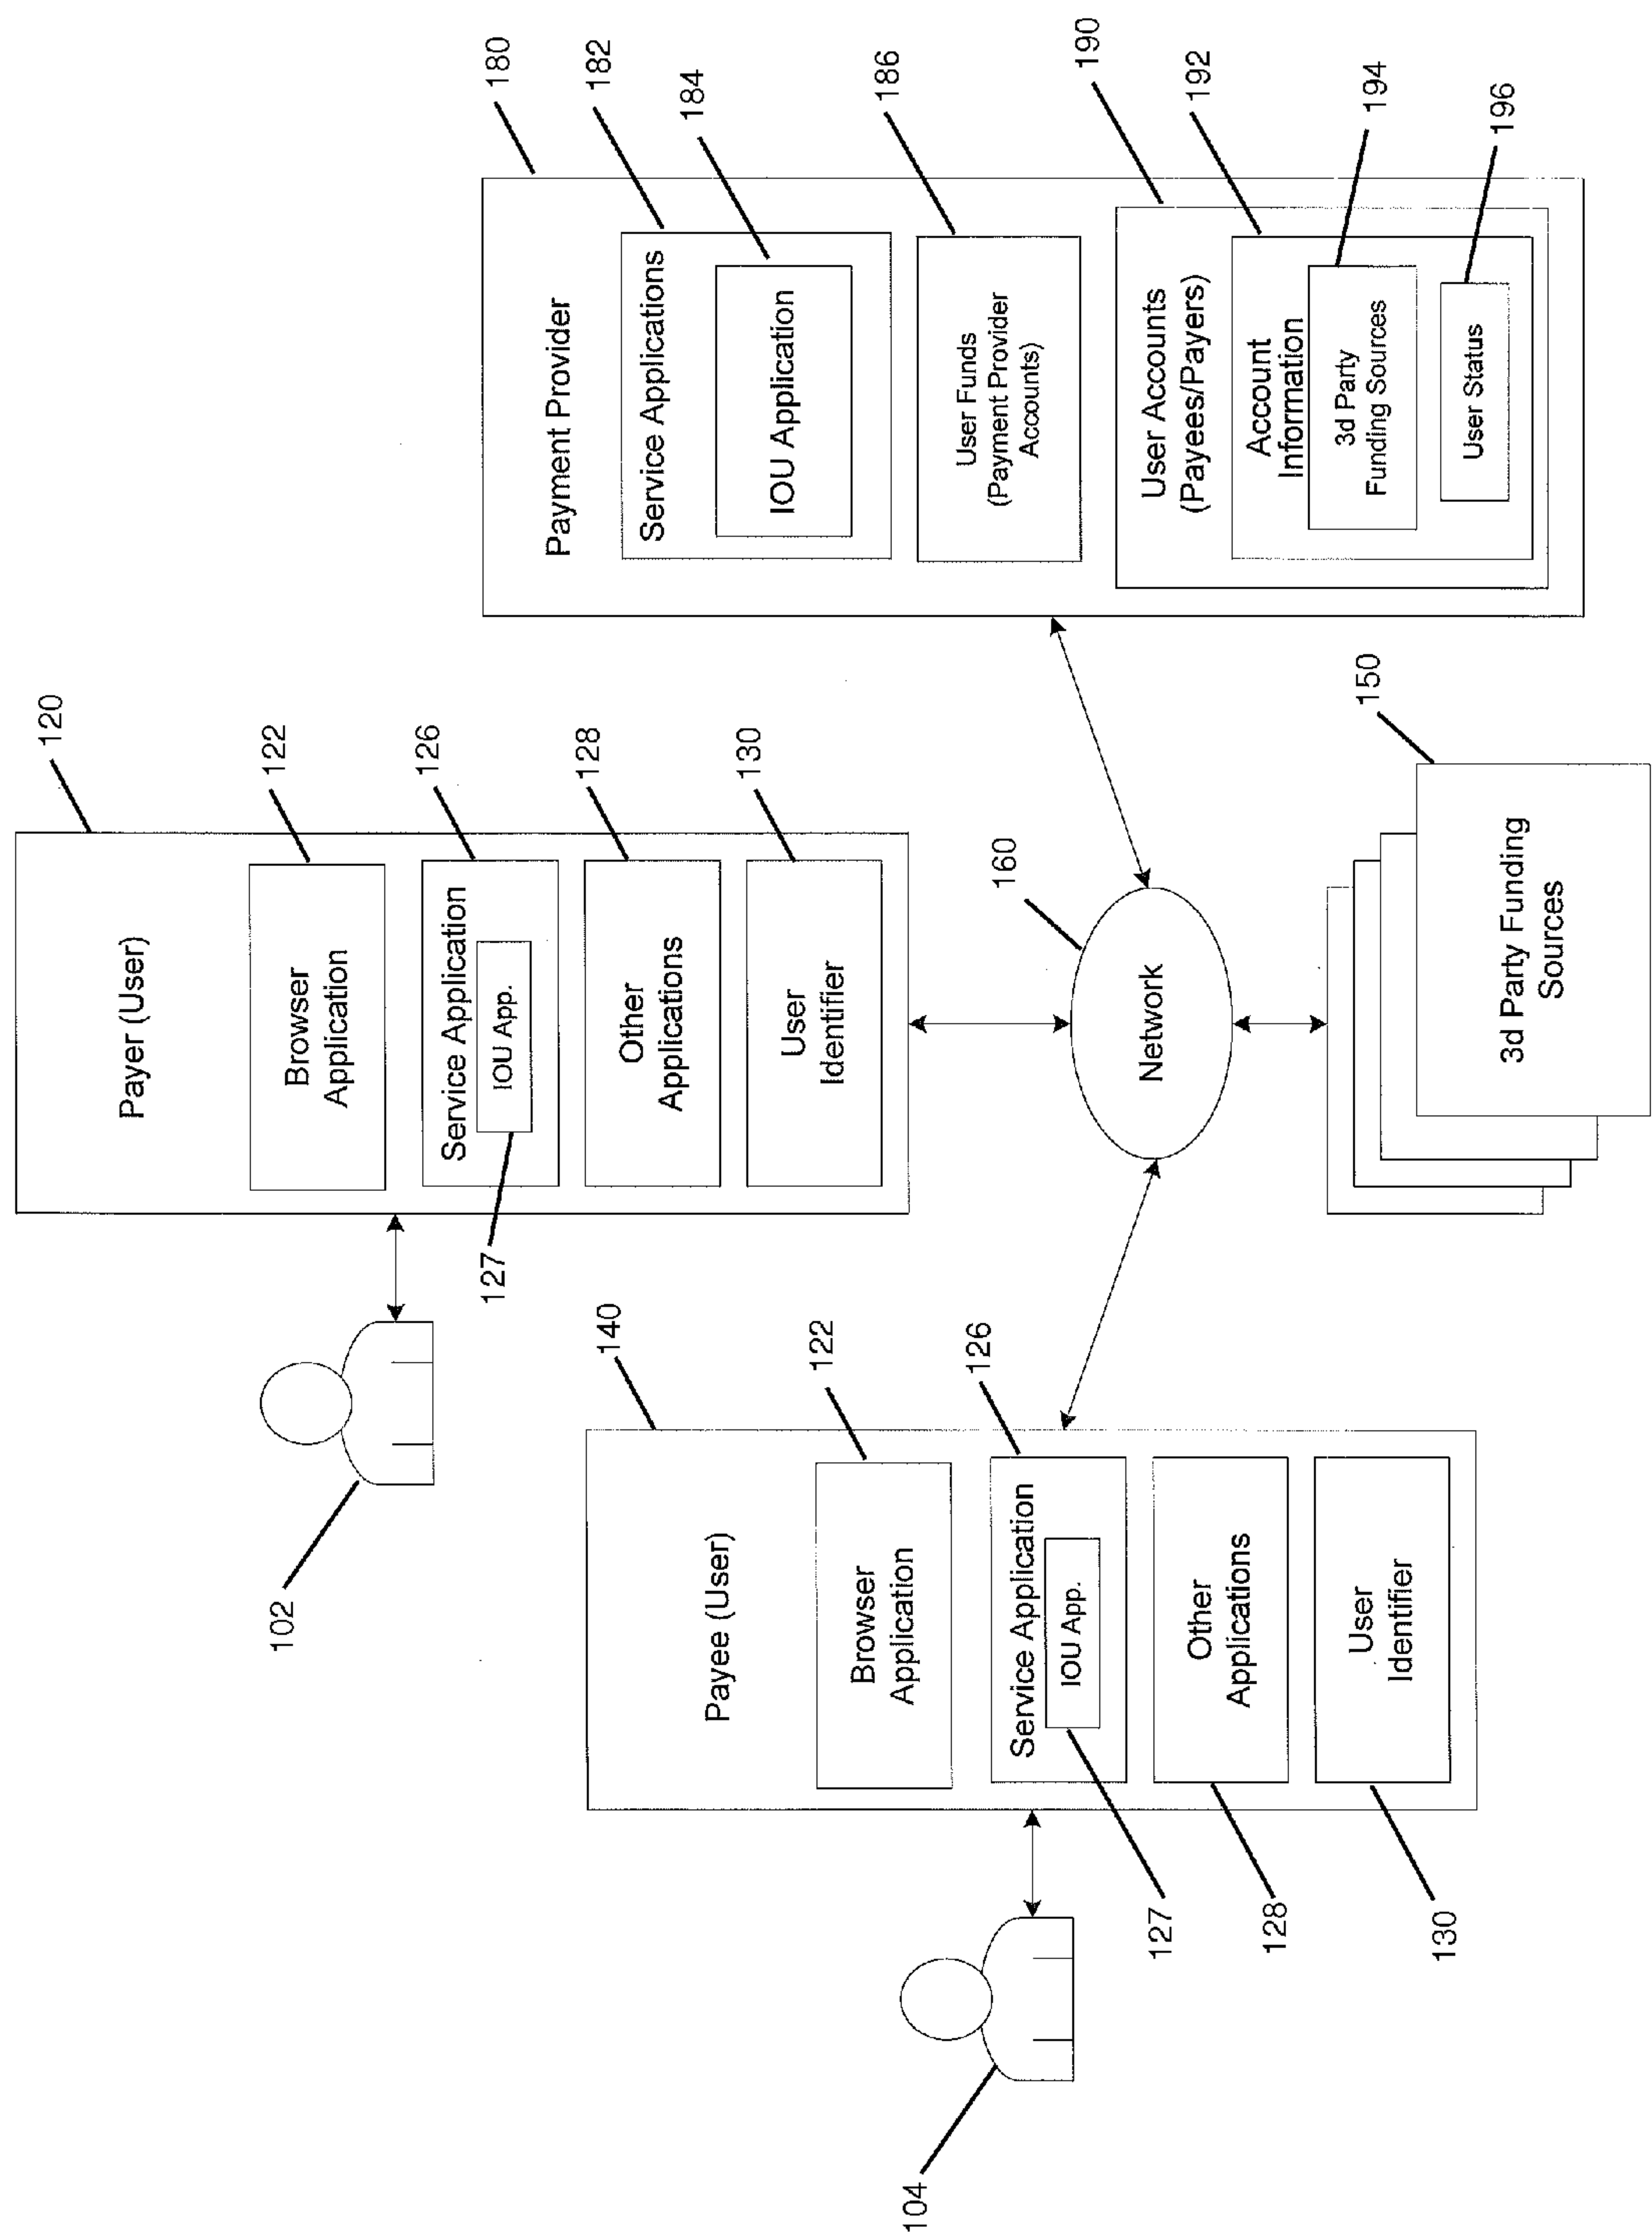 120
Payer (User)
122
Browser
Application
126
Service Application
IOU App.
127
128
Other
Applications
130
User
Identifier
102
180
Payment Provider
182
Service Applications
184
IOU Application
186
User Funds
(Payment Provider
Accounts)
190
User Accounts
(Payees/Payers)
192
Account
Information
194
3d Party
Funding Sources
196
User Status
140
Payee (User)
122
Browser
Application
126
Service Application
IOU App.
127
Other
Applications
128
User
Identifier
130
104
160
Network
150
3d Party Funding
Sources